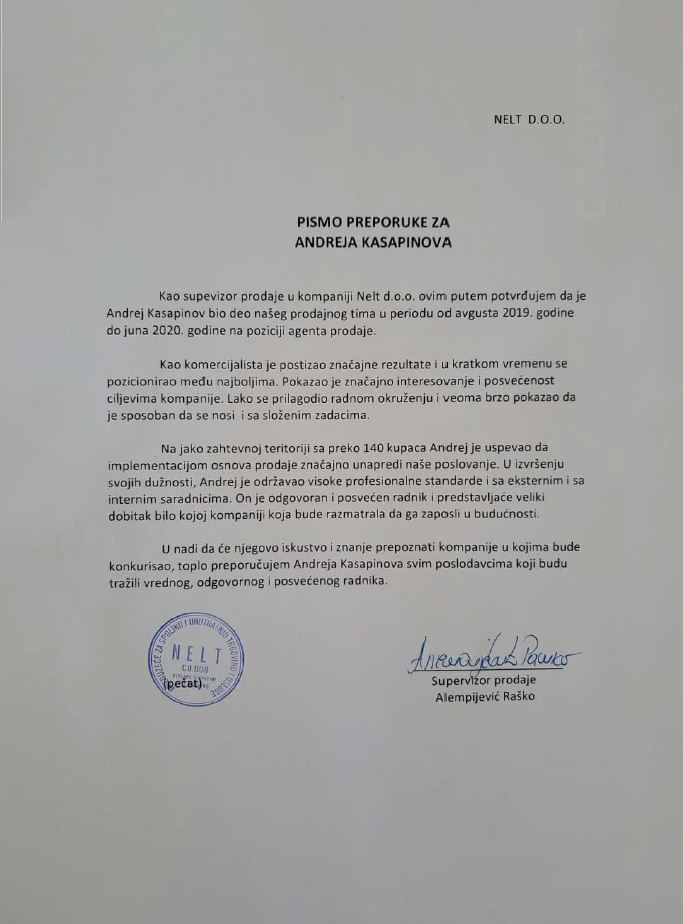 NELT D.O.O.
PISMO PREPORUKE ZA
ANDREJA KASAPINOVA
Kao supevizor prodaje u kompaniji Nelt d.o.o. ovim putem potvrđujem da je
Andrej Kasapinov bio deo našeg prodajnog tima u periodu od avgusta 2019. godine
do juna 2020. godine na poziciji agenta prodaje.
Kao komercijalista je postizao značajne rezultate i u kratkom vremenu se
pozicionirao među najboljima. Pokazao je značajno interesovanje i posvećenost
ciljevima kompanije. Lako se prilagodio radnom okruženju i veoma brzo pokazao da
je sposoban da se nosi i sa složenim zadacima.
Na jako zahtevnoj teritoriji sa preko 140 kupaca Andrej je uspevao da
implementacijom osnova prodaje značajno unapredi naše poslovanje. U izvršenju
svojih dužnosti, Andrej je održavao visoke profesionalne standarde i sa eksternim i sa
internim saradnicima. On je odgovoran i posvećen radnik i predstavljaće veliki
dobitak bilo kojoj kompaniji koja bude razmatrala da ga zaposli u budućnosti.
U nadi da će njegovo iskustvo i znanje prepoznati kompanije u kojima bude
konkurisao, toplo preporučujem Andreja Kasapinova svim poslodavcima koji budu
tražili vrednog, odgovornog i posvećenog radnika.
ZA SPOLJNU I UNUTRAŠNJU TRGOVINU I USLUGE
NELT
CO. DOO
(pečat)
Supervizor prodaje
Alempijević Raško